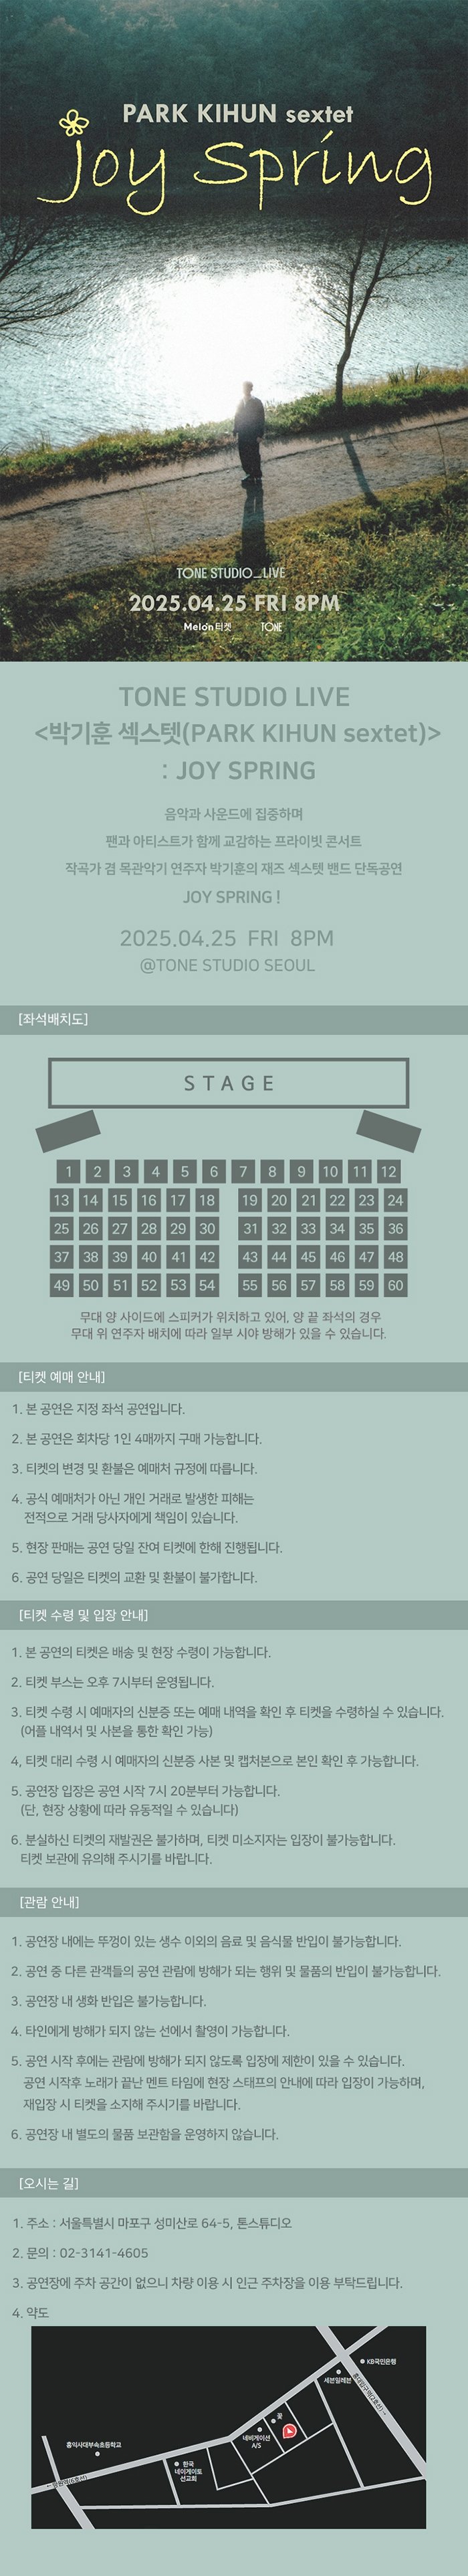 PARK KIHUN sextet
Joy Spring
TONE STUDIO_LIVE
2025.04.25 FRI 8PM
Melon 티켓 TONE
TONE STUDIO LIVE
<박기훈 섹스텟(PARK KIHUN sextet)>
: JOY SPRING
음악과 사운드에 집중하며
팬과 아티스트가 함께 교감하는 프라이빗 콘서트
작곡가 겸 목관악기 연주자 박기훈의 재즈 섹스텟 밴드 단독공연
JOY SPRING !
2025.04.25 FRI 8PM
@TONE STUDIO SEOUL
[좌석배치도]
STAGE
1 2 3 4 5 6 7 8 9 10 11 12
13 14 15 16 17 18 19 20 21 22 23 24
25 26 27 28 29 30 31 32 33 34 35 36
37 38 39 40 41 42 43 44 45 46 47 48
49 50 51 52 53 54 55 56 57 58 59 60
무대 양 사이드에 스피커가 위치하고 있어, 양 끝 좌석의 경우
무대 위 연주자 배치에 따라 일부 시야 방해가 있을 수 있습니다.
[티켓 예매 안내]
1. 본 공연은 지정 좌석 공연입니다.
2. 본 공연은 회차당 1인 4매까지 구매 가능합니다.
3. 티켓의 변경 및 환불은 예매처 규정에 따릅니다.
4. 공식 예매처가 아닌 개인 거래로 발생한 피해는
전적으로 거래 당사자에게 책임이 있습니다.
5. 현장 판매는 공연 당일 잔여 티켓에 한해 진행됩니다.
6. 공연 당일은 티켓의 교환 및 환불이 불가합니다.
[티켓 수령 및 입장 안내]
1. 본 공연의 티켓은 배송 및 현장 수령이 가능합니다.
2. 티켓 부스는 오후 7시부터 운영됩니다.
3. 티켓 수령 시 예매자의 신분증 또는 예매 내역을 확인 후 티켓을 수령하실 수 있습니다.
(어플 내역서 및 사본을 통한 확인 가능)
4, 티켓 대리 수령 시 예매자의 신분증 사본 및 캡처본으로 본인 확인 후 가능합니다.
5. 공연장 입장은 공연 시작 7시 20분부터 가능합니다.
(단, 현장 상황에 따라 유동적일 수 있습니다)
6. 분실하신 티켓의 재발권은 불가하며, 티켓 미소지자는 입장이 불가능합니다.
티켓 보관에 유의해 주시기를 바랍니다.
[관람 안내]
1. 공연장 내에는 뚜껑이 있는 생수 이외의 음료 및 음식물 반입이 불가능합니다.
2. 공연 중 다른 관객들의 공연 관람에 방해가 되는 행위 및 물품의 반입이 불가능합니다.
3. 공연장 내 생화 반입은 불가능합니다.
4. 타인에게 방해가 되지 않는 선에서 촬영이 가능합니다.
5. 공연 시작 후에는 관람에 방해가 되지 않도록 입장에 제한이 있을 수 있습니다.
공연 시작후 노래가 끝난 멘트 타임에 현장 스태프의 안내에 따라 입장이 가능하며,
재입장 시 티켓을 소지해 주시기를 바랍니다.
6. 공연장 내 별도의 물품 보관함을 운영하지 않습니다.
[오시는 길]
1. 주소 : 서울특별시 마포구 성미산로 64-5, 톤스튜디오
2. 문의 : 02-3141-4605
3. 공연장에 주차 공간이 없으니 차량 이용 시 인근 주차장을 이용 부탁드립니다.
4. 약도
KB국민은행
세븐일레븐
홍대입구역(2호선)→
꽃
네비게이션
A/S
홍익사대부속초등학교
한국
네이게이토
선교회
←망원역(6호선)